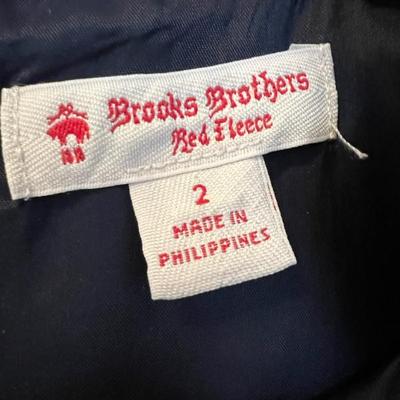 Brooks Brothers
Red Fleece
2
MADE IN
PHILIPPINES